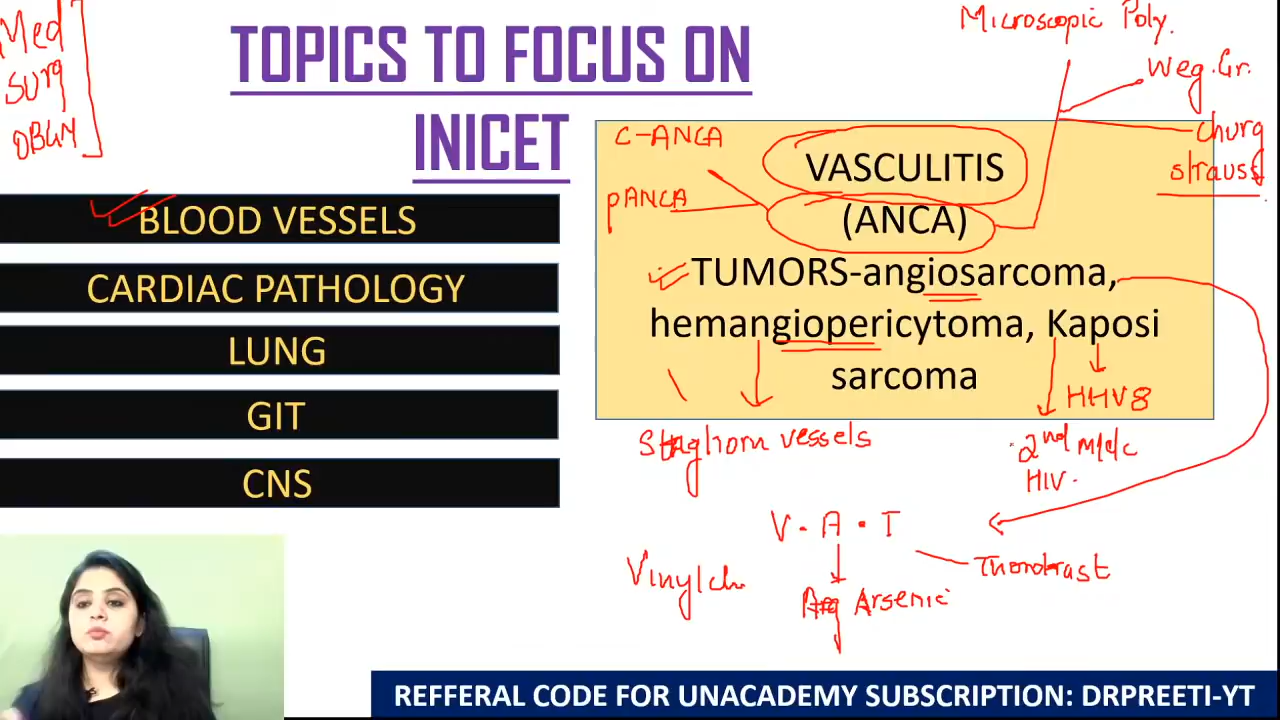 Med
Surg
OBGY
TOPICS TO FOCUS ON
INICET
BLOOD VESSELS
CARDIAC PATHOLOGY
LUNG
GIT
CNS
Microscopic Poly.
Weg. Gr.
Churg
strauss
C-ANCA
pANCA
VASCULITIS
(ANCA)
TUMORS-angiosarcoma,
hemangiopericytoma, Kaposi
sarcoma
HHV8
Staghorn vessels
2nd M/c
HIV.
V. A. T
Vinylch
Arsenic
REFFERAL CODE FOR UNACADEMY SUBSCRIPTION: DRPREETI-YT